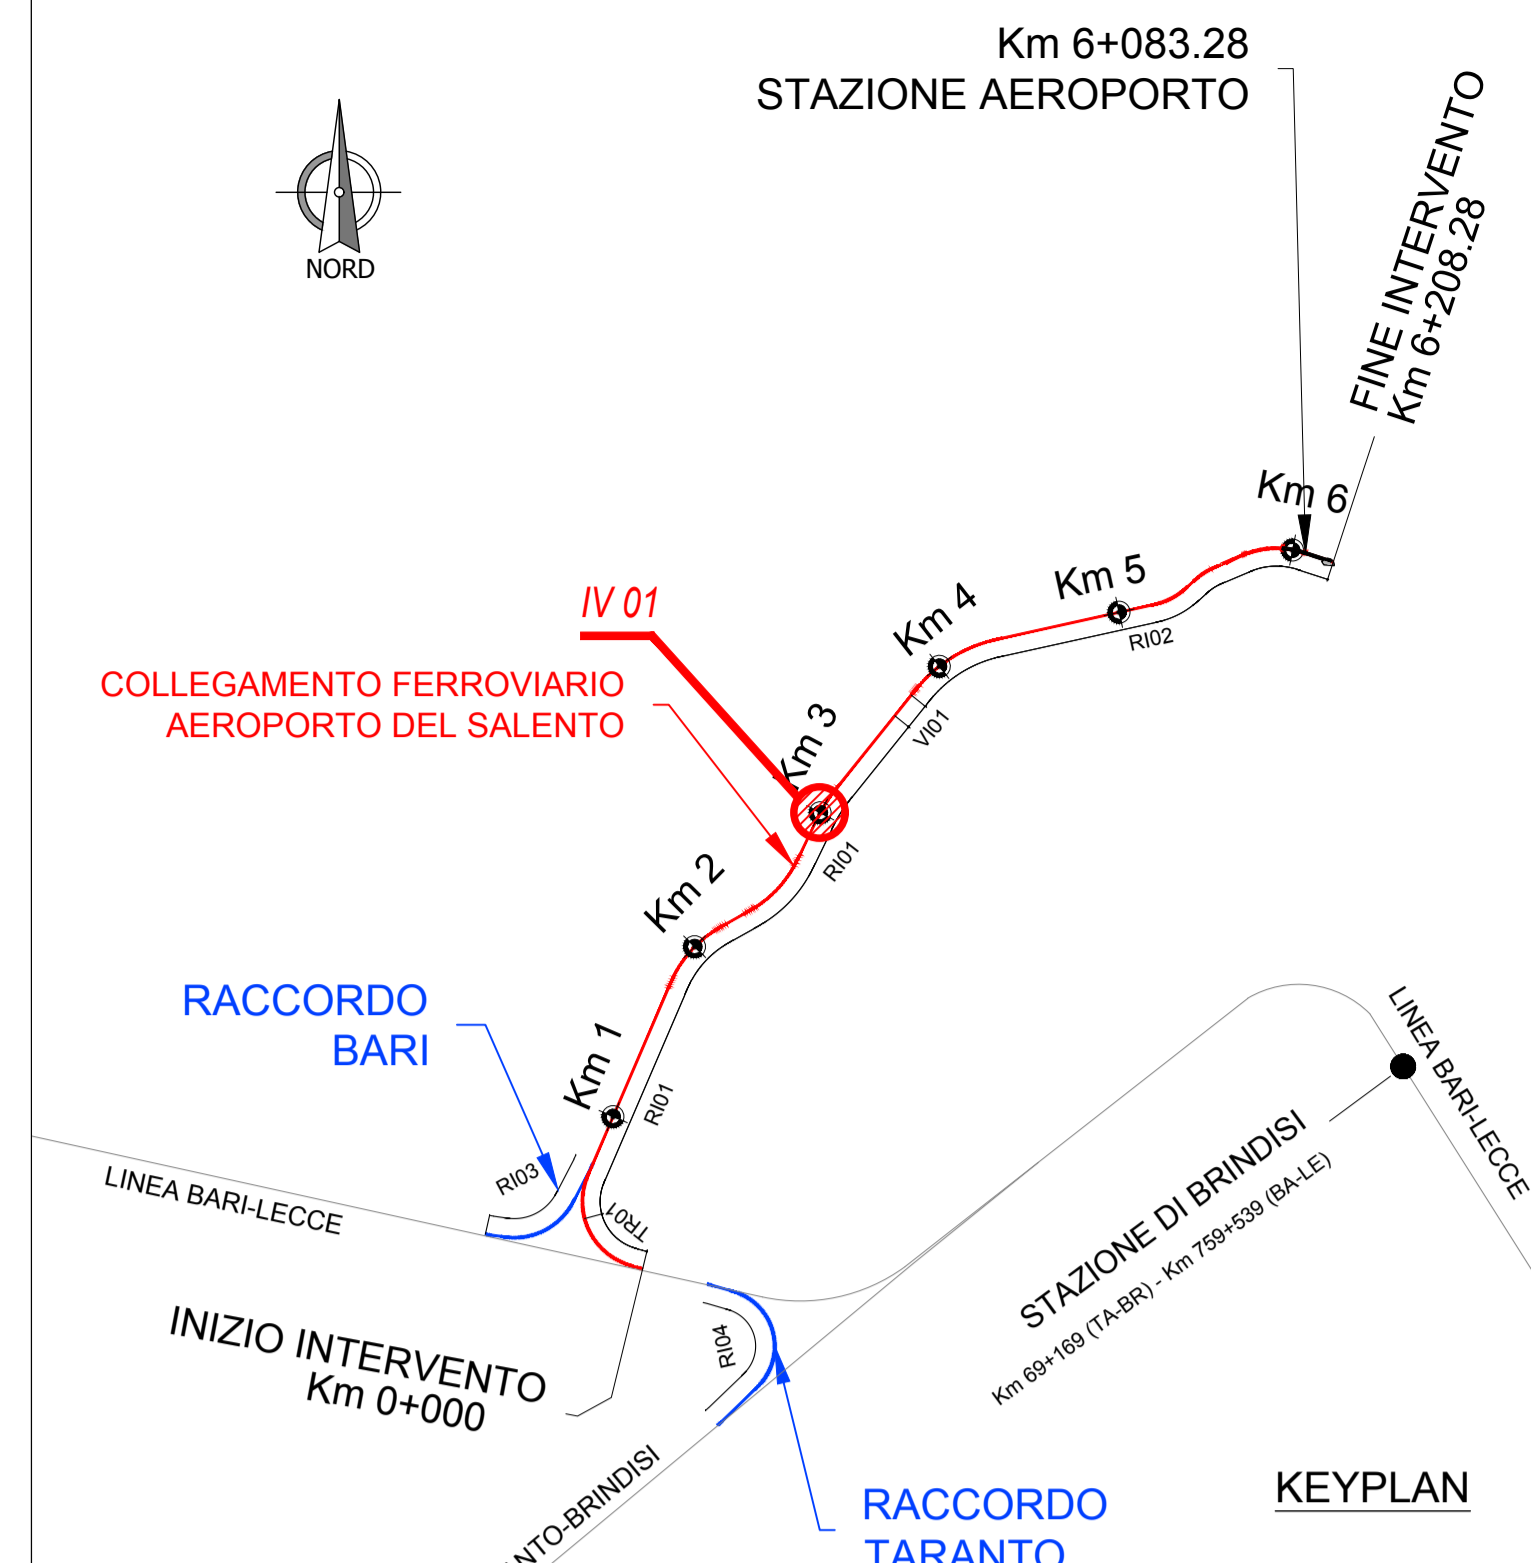 Km 6+083.28
STAZIONE AEROPORTO
FINE INTERVENTO
Km 6+208.28
NORD
Km 6
Km 5
RI02
Km 4
IV 01
COLLEGAMENTO FERROVIARIO
AEROPORTO DEL SALENTO
Km 3
VI01
RI01
Km 2
RACCORDO
BARI
Km 1
RI01
LINEA BARI-LECCE
RI03
TR01
LINEA BARI-LECCE
STAZIONE DI BRINDISI
Km 69+169 (TA-BR) - Km 759+539 (BA-LE)
INIZIO INTERVENTO
Km 0+000
RI04
NTO-BRINDISI
RACCORDO
TARANTO
KEYPLAN